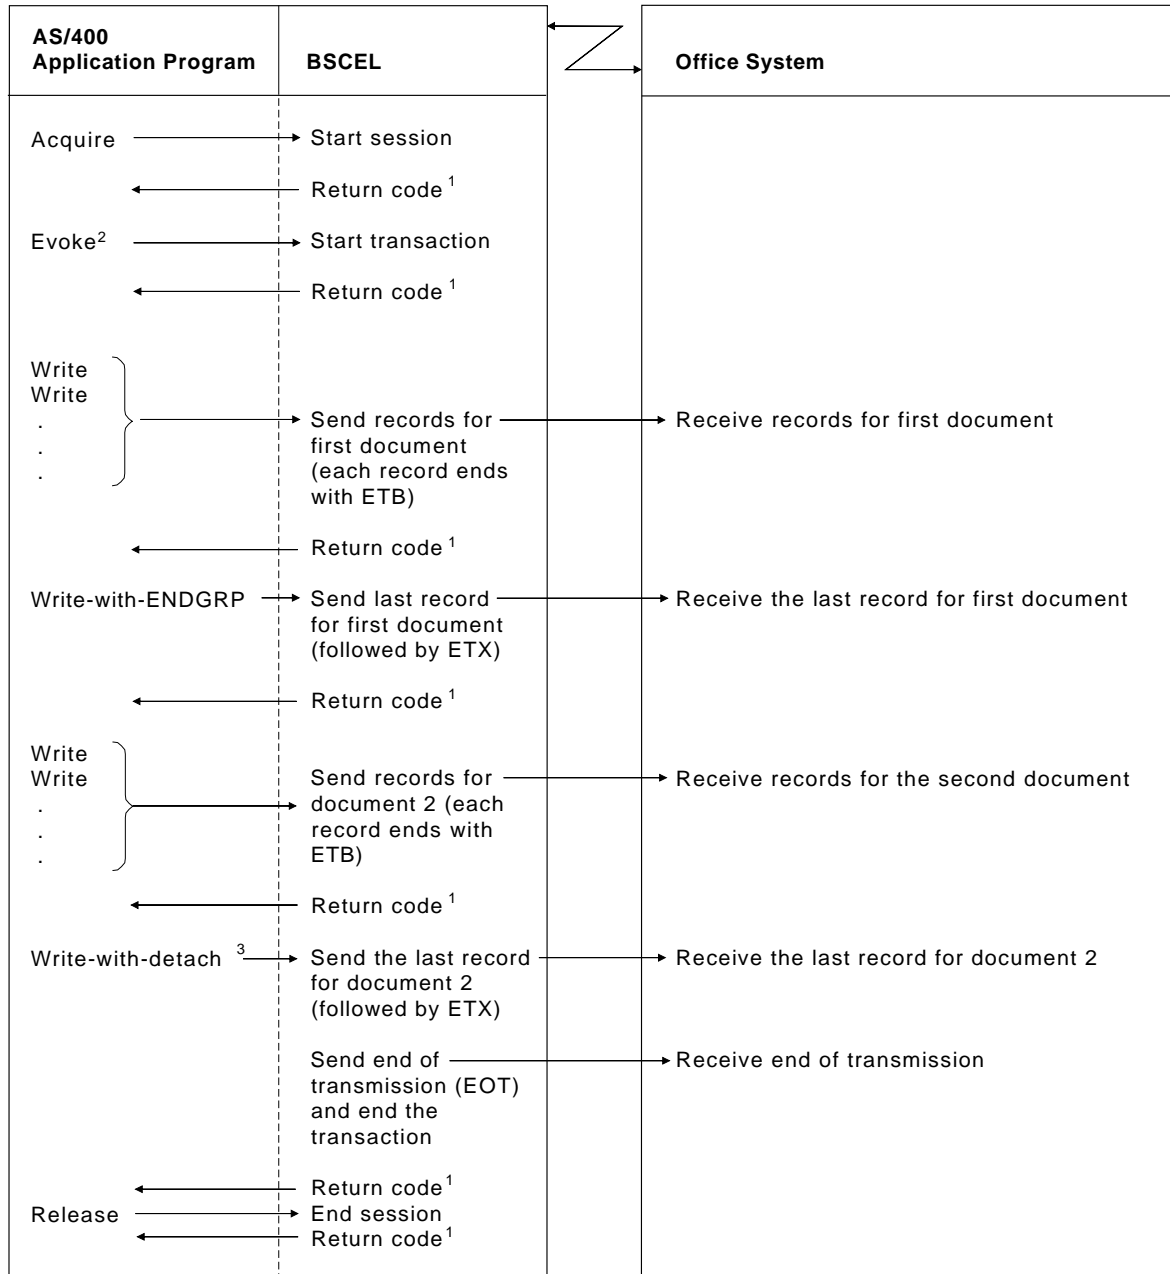 AS/400
Application Program
BSCEL
Office System
Acquire
Start session
Return code 1
Evoke2
Start transaction
Return code 1
Write
Write
.
.
.
Send records for
first document
(each record ends
with ETB)
Receive records for first document
Return code 1
Write-with-ENDGRP
Send last record
for first document
(followed by ETX)
Receive the last record for first document
Return code 1
Write
Write
.
.
.
Send records for
document 2 (each
record ends with
ETB)
Receive records for the second document
Return code 1
Write-with-detach 3
Send the last record
for document 2
(followed by ETX)
Receive the last record for document 2
Send end of
transmission (EOT)
and end the
transaction
Receive end of transmission
Return code1
Release
End session
Return code1